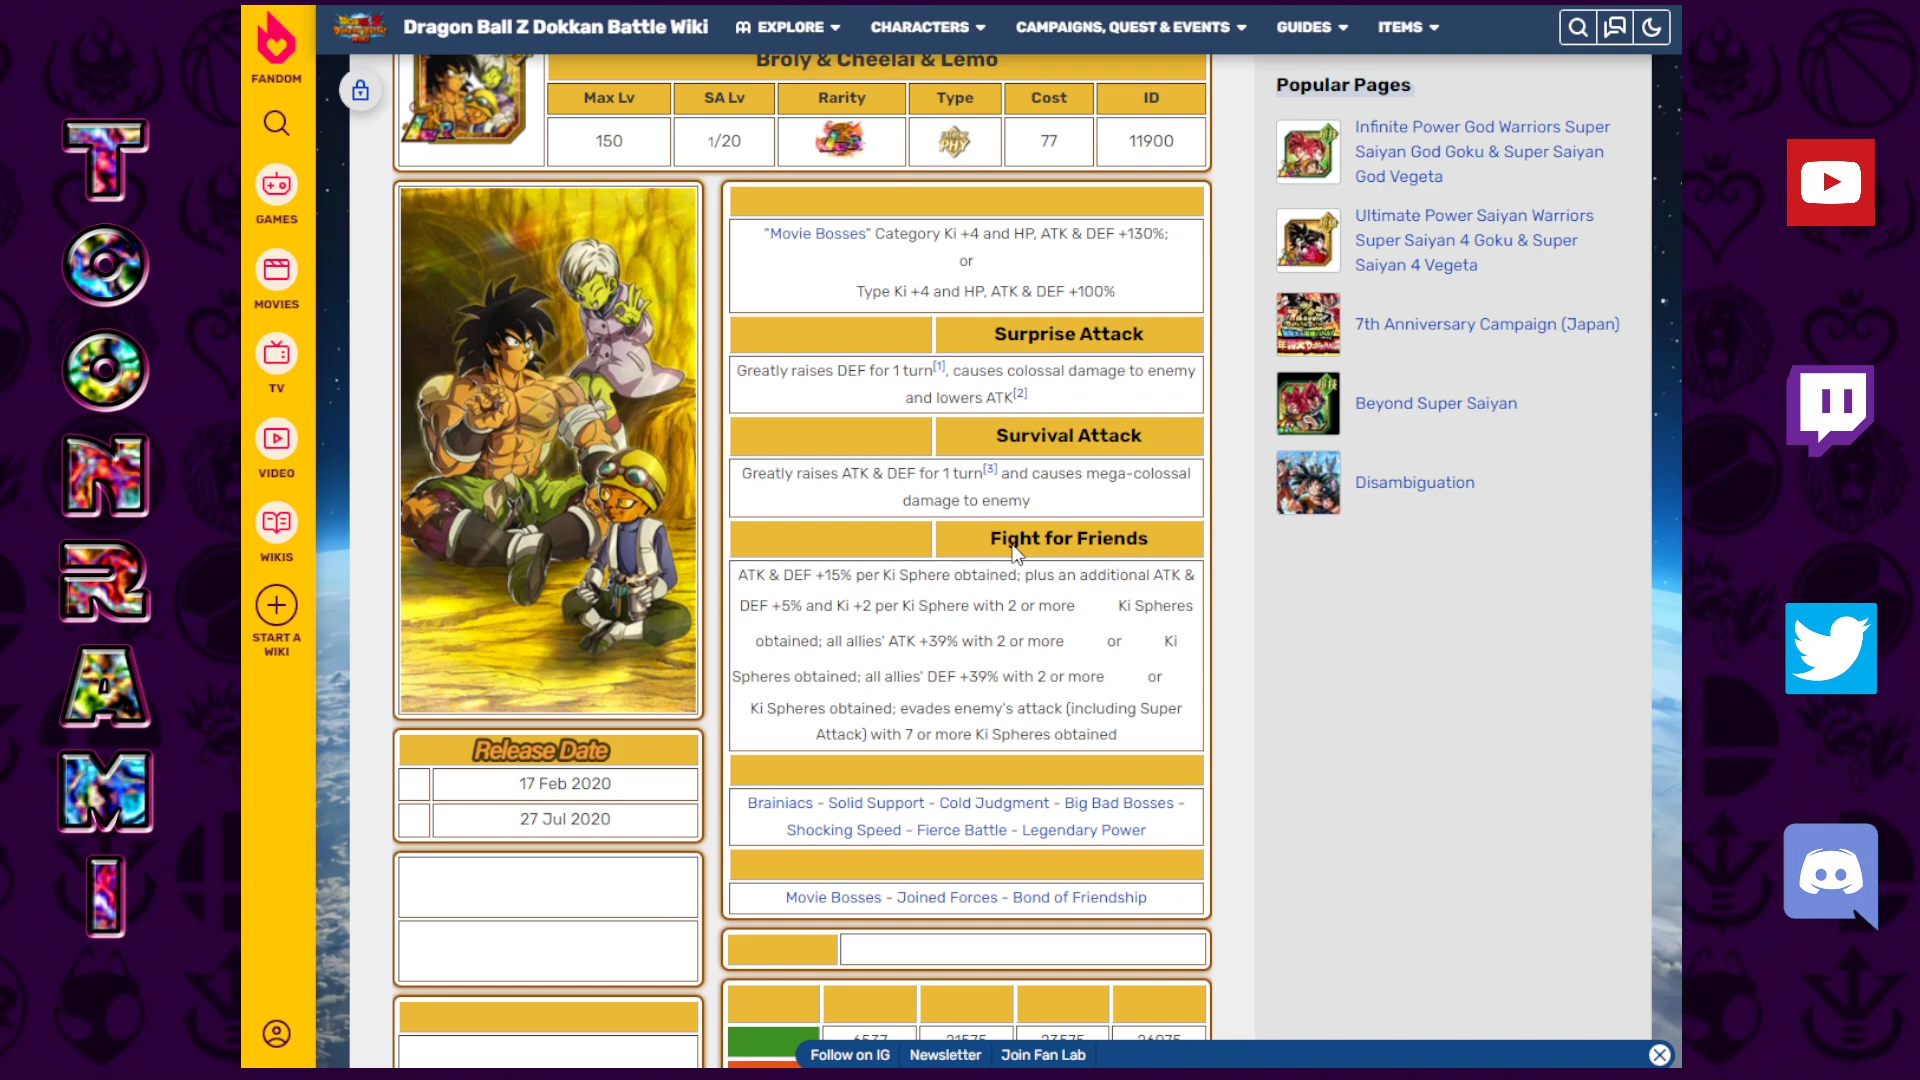 TOONRAMI
FANDOM
GAMES
MOVIES
TV
VIDEO
WIKIS
START A
WIKI
Dragon Ball Z Dokkan Battle Wiki
EXPLORE
CHARACTERS
CAMPAIGNS, QUEST & EVENTS
GUIDES
ITEMS
Broly & Cheelai & Lemo
Max Lv SA Lv Rarity Type Cost ID
150 1/20 LR PHY 77 11900
LR
"Movie Bosses" Category Ki +4 and HP, ATK & DEF +130%;
or
Type Ki +4 and HP, ATK & DEF +100%
Surprise Attack
Greatly raises DEF for 1 turn[1], causes colossal damage to enemy
and lowers ATK[2]
Survival Attack
Greatly raises ATK & DEF for 1 turn[3] and causes mega-colossal
damage to enemy
Fight for Friends
ATK & DEF +15% per Ki Sphere obtained; plus an additional ATK &
DEF +5% and Ki +2 per Ki Sphere with 2 or more Ki Spheres
obtained; all allies' ATK +39% with 2 or more or Ki
Spheres obtained; all allies' DEF +39% with 2 or more or
Ki Spheres obtained; evades enemy's attack (including Super
Attack) with 7 or more Ki Spheres obtained
Brainiacs - Solid Support - Cold Judgment - Big Bad Bosses -
Shocking Speed - Fierce Battle - Legendary Power
Movie Bosses - Joined Forces - Bond of Friendship
Release Date
17 Feb 2020
27 Jul 2020
Popular Pages
Infinite Power God Warriors Super
Saiyan God Goku & Super Saiyan
God Vegeta
Ultimate Power Saiyan Warriors
Super Saiyan 4 Goku & Super
Saiyan 4 Vegeta
7th Anniversary Campaign (Japan)
Beyond Super Saiyan
Disambiguation
Follow on IG
Newsletter
Join Fan Lab